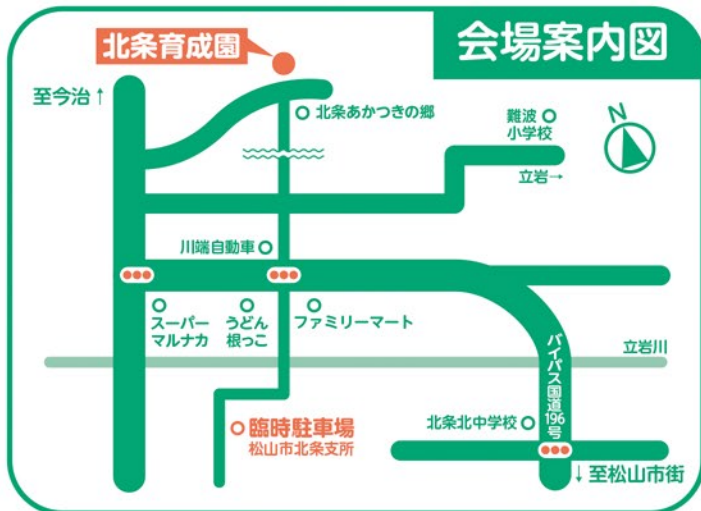 会場案内図
北条育成園
至今治↑
北条あかつきの郷
難波
小学校
N
立岩→
川端自動車
スーパー
マルナカ
うどん
根っこ
ファミリーマート
立岩川
バイパス国道196号
北条北中学校
臨時駐車場
松山市北条支所
↓至松山市街